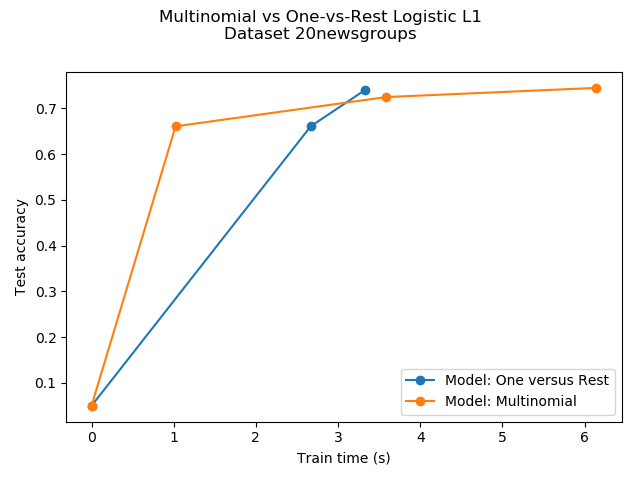 Multinomial vs One-vs-Rest Logistic L1
Dataset 20newsgroups
0.7
0.6
0.5
0.4
0.3
0.2
0.1
Test accuracy
Model: One versus Rest
Model: Multinomial
0 1 2 3 4 5 6
Train time (s)